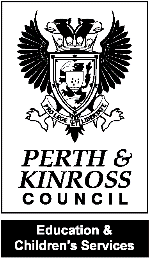 PERTH &
KINROSS
COUNCIL
Education &
Children's Services